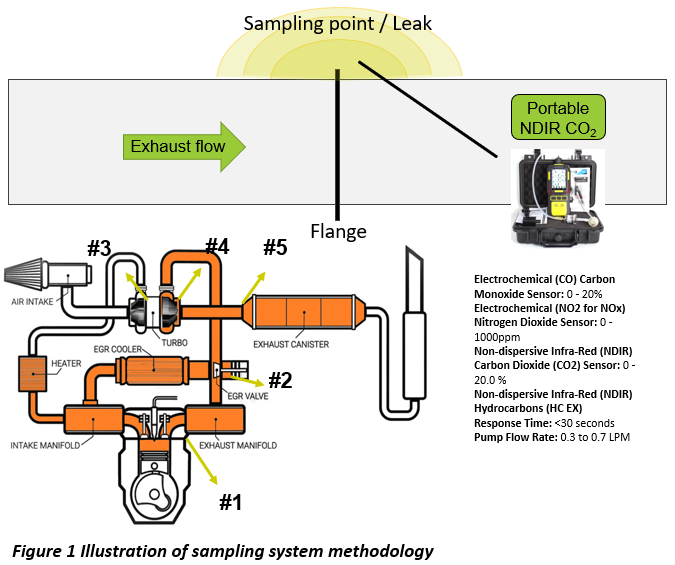 Sampling point / Leak
Portable
NDIR CO2
Exhaust flow
Flange
#3
#4
#5
AIR INTAKE
TURBO
EXHAUST CANISTER
HEATER
EGR COOLER
#2
EGR VALVE
INTAKE MANIFOLD
EXHAUST MANIFOLD
#1
Electrochemical (CO) Carbon
Monoxide Sensor: 0 - 20%
Electrochemical (NO2 for NOx)
Nitrogen Dioxide Sensor: 0 -
1000ppm
Non-dispersive Infra-Red (NDIR)
Carbon Dioxide (CO2) Sensor: 0 -
20.0 %
Non-dispersive Infra-Red (NDIR)
Hydrocarbons (HC EX)
Response Time: <30 seconds
Pump Flow Rate: 0.3 to 0.7 LPM
Figure 1 Illustration of sampling system methodology